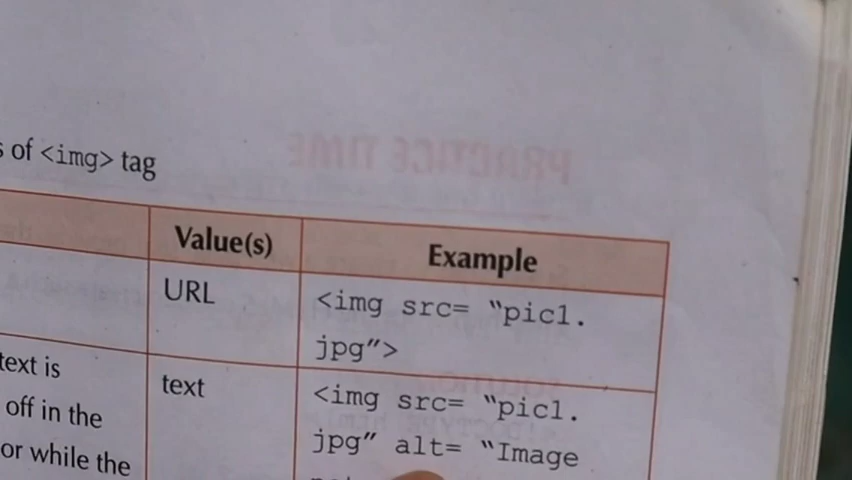 of <img> tag
Value(s) Example
URL <img src= “pic1.
jpg”>
text is text <img src= “pic1.
off in the jpg” alt= “Image
or while the